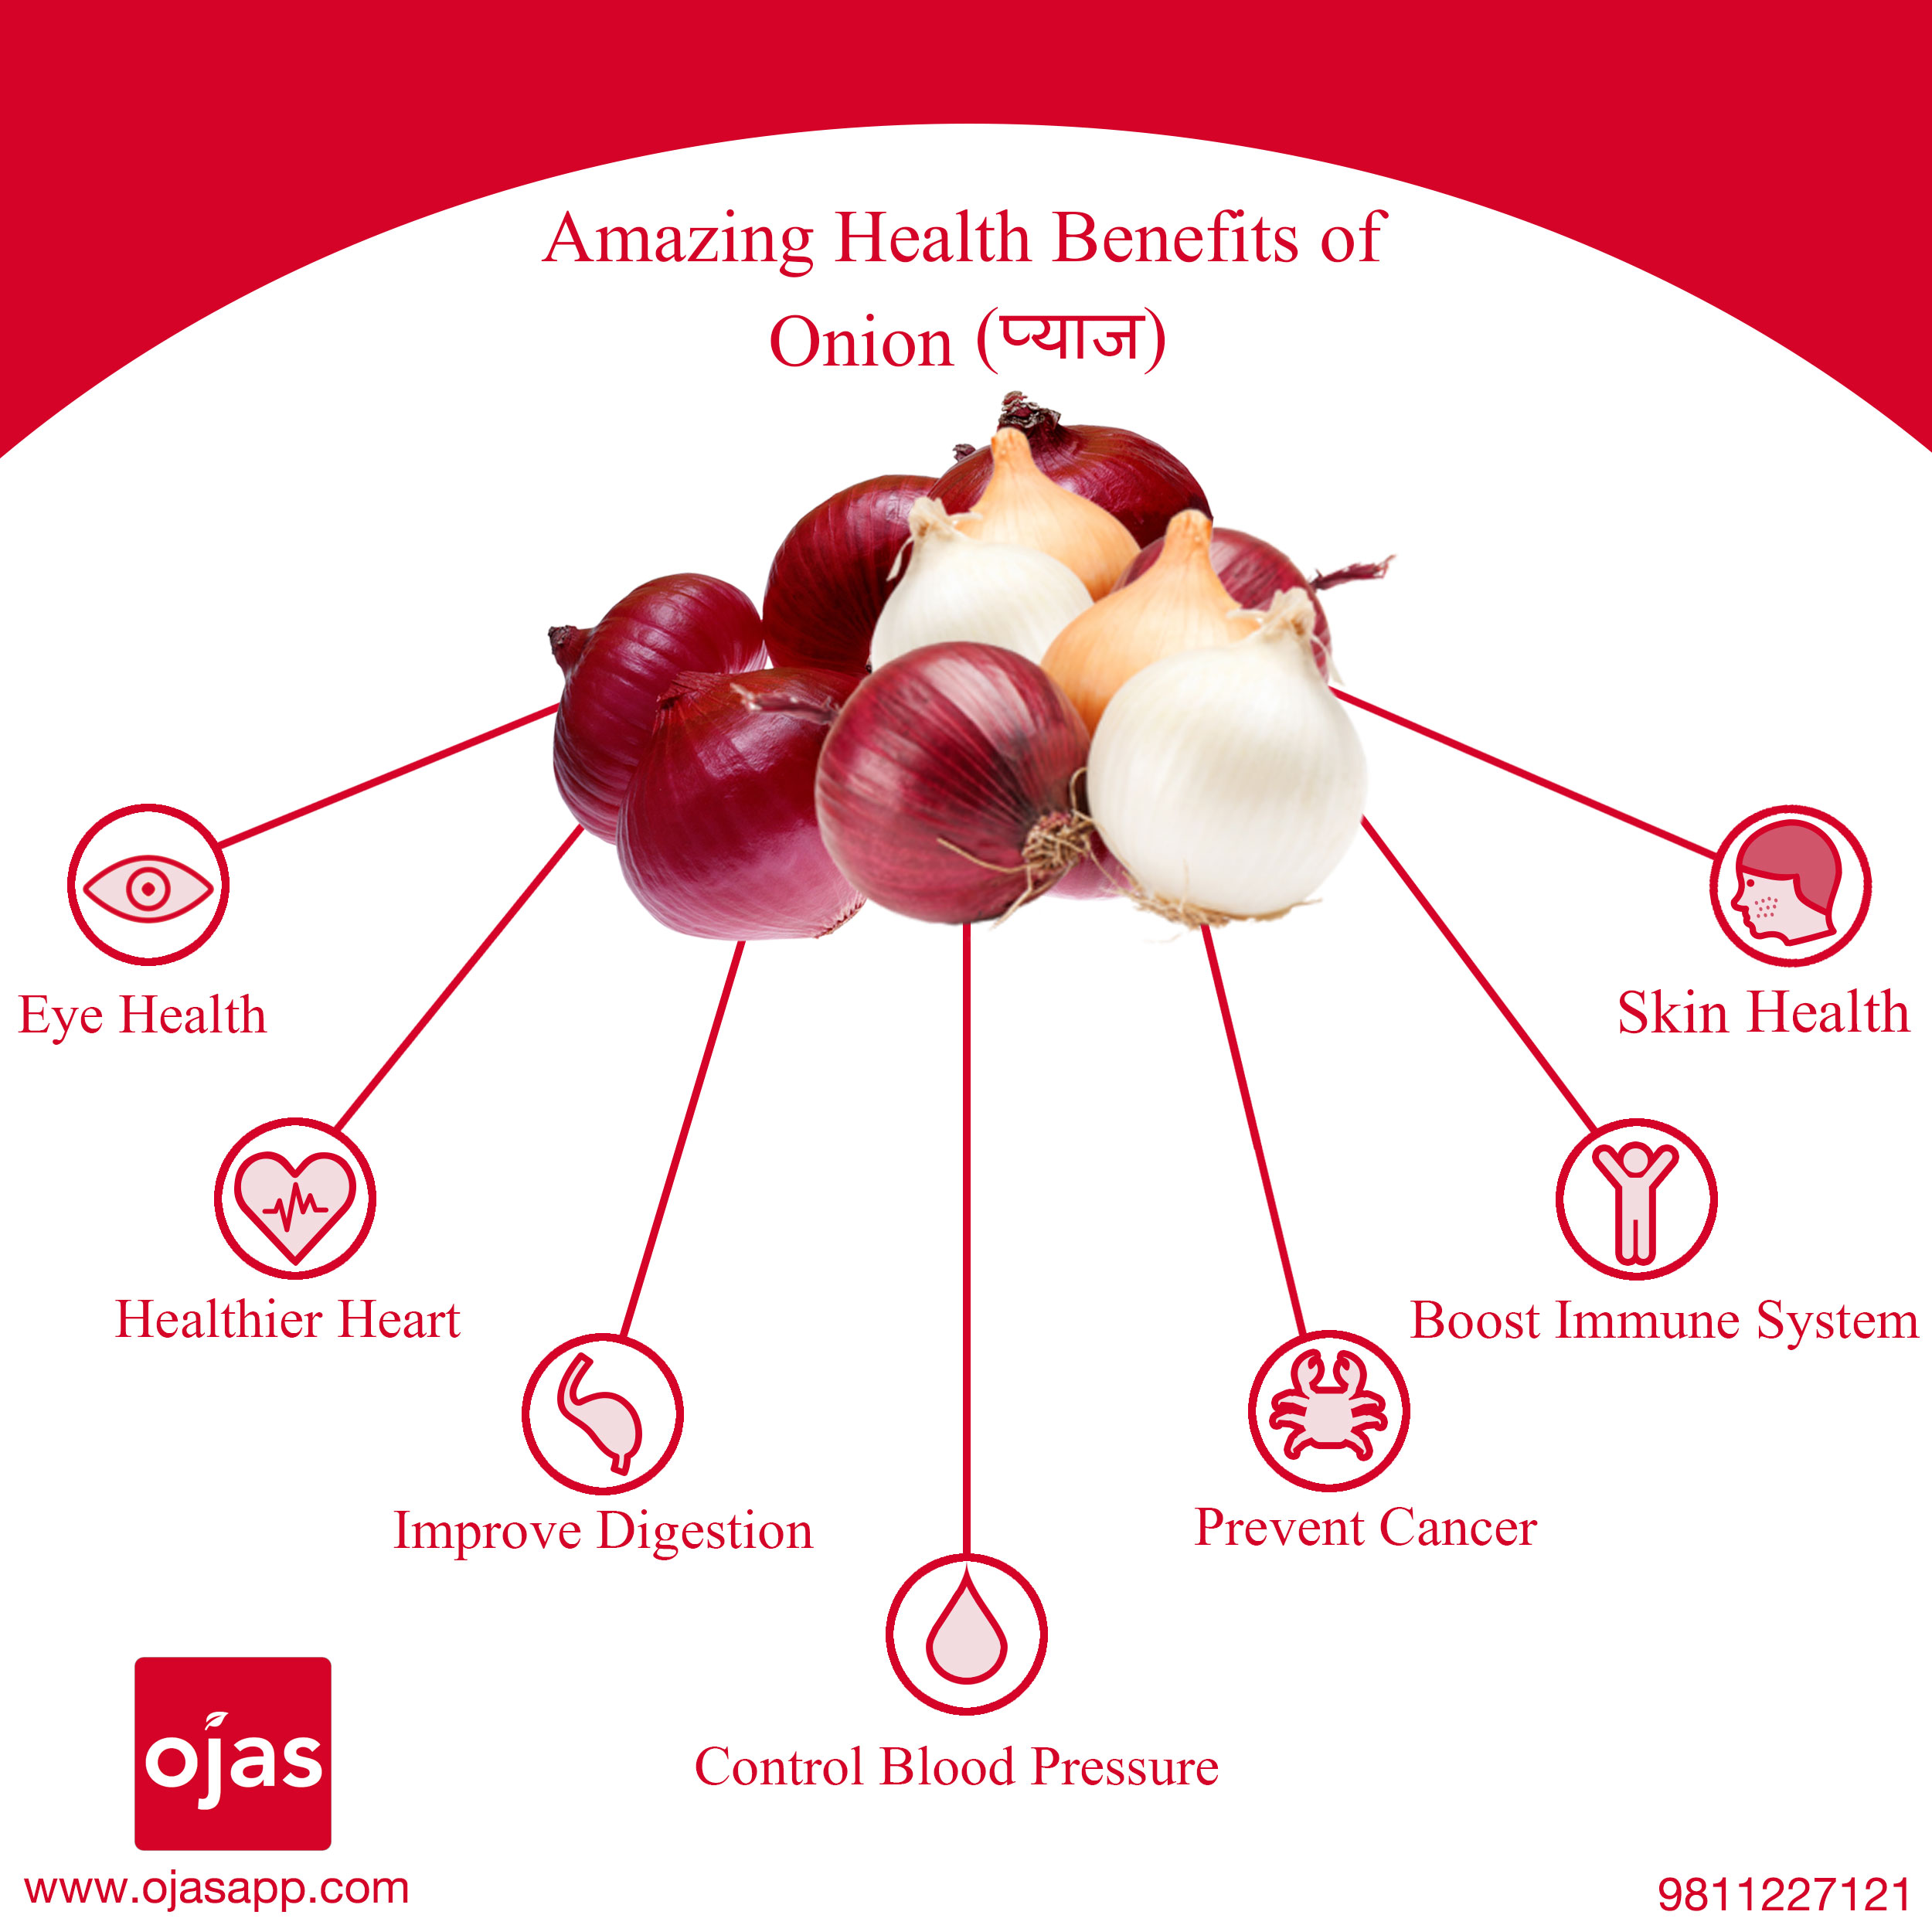 Amazing Health Benefits of
Onion (प्याज)
Eye Health
Skin Health
Healthier Heart
Boost Immune System
Improve Digestion
Prevent Cancer
Control Blood Pressure
ojas
www.ojasapp.com
9811227121